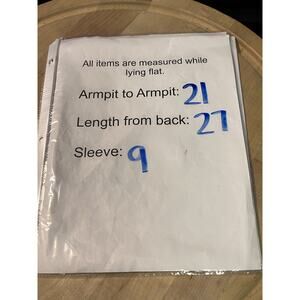 All items are measured while
lying flat.
Armpit to Armpit: 21
Length from back: 27
Sleeve: 9